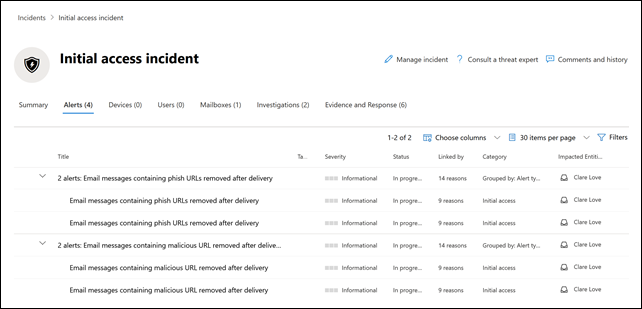 Incidents > Initial access incident
Initial access incident
Manage incident ? Consult a threat expert Comments and history
Summary Alerts (4) Devices (0) Users (0) Mailboxes (1) Investigations (2) Evidence and Response (6)
1-2 of 2 Choose columns 30 items per page Filters
Title Ta... Severity Status Linked by Category Impacted Entiti...
2 alerts: Email messages containing phish URLs removed after delivery Informational In progre... 14 reasons Grouped by: Alert ty... Clare Love
Email messages containing phish URLs removed after delivery Informational In progre... 9 reasons Initial access Clare Love
Email messages containing phish URLs removed after delivery Informational In progre... 9 reasons Initial access Clare Love
2 alerts: Email messages containing malicious URL removed after delive... Informational In progre... 14 reasons Grouped by: Alert ty... Clare Love
Email messages containing malicious URL removed after delivery Informational In progre... 9 reasons Initial access Clare Love
Email messages containing malicious URL removed after delivery Informational In progre... 9 reasons Initial access Clare Love